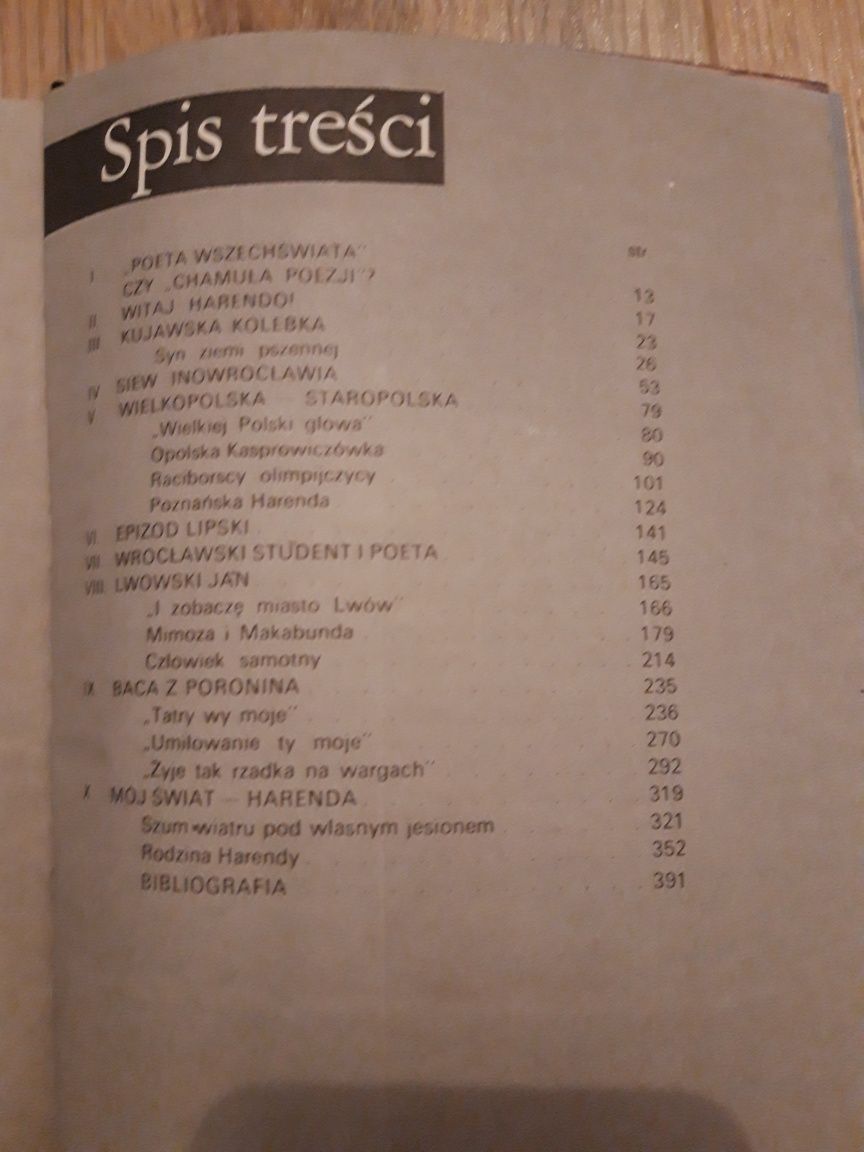 Spis treści
str
I „POETA WSZECHŚWIATA"
CZY „CHAMUŁA POEZJI"? 13
II WITAJ HARENDO! 17
III KUJAWSKA KOLEBKA 23
Syn ziemi pszennej 26
IV SIEW INOWROCŁAWIA 53
V WIELKOPOLSKA — STAROPOLSKA 79
„Wielkiej Polski głowa" 80
Opolska Kasprowiczówka 90
Raciborscy olimpijczycy 101
Poznańska Harenda 124
VI EPIZOD LIPSKI 141
VII WROCŁAWSKI STUDENT I POETA 145
VIII. LWOWSKI JAN 165
„I zobaczę miasto Lwów" 166
Mimoza i Makabunda 179
Człowiek samotny 214
IX BACA Z PORONINA 235
„Tatry wy moje" 236
„Umiłowanie ty moje" 270
„Żyje tak rzadka na wargach" 292
X MÓJ ŚWIAT — HARENDA 319
Szum wiatru pod własnym jesionem 321
Rodzina Harendy 352
BIBLIOGRAFIA 391